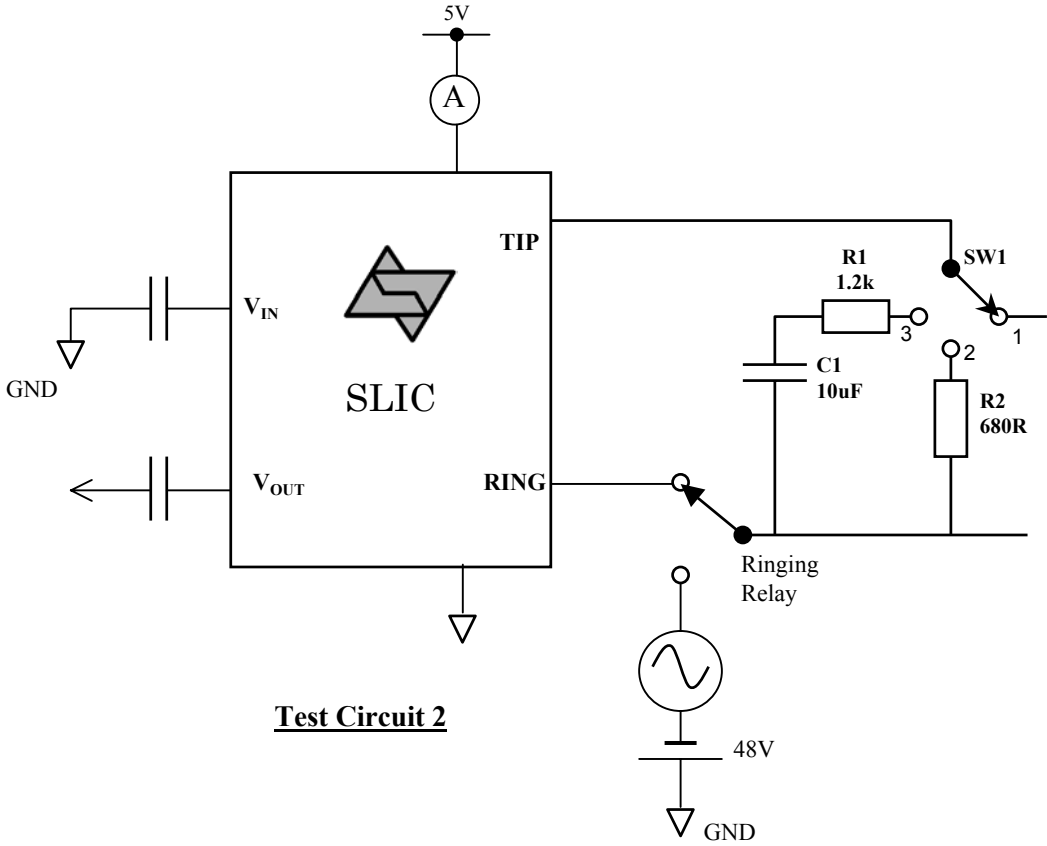 5V
A
TIP
R1
1.2k
SW1
V_IN
3
1
2
GND
C1
10uF
SLIC
R2
680R
V_OUT
RING
Ringing
Relay
Test Circuit 2
48V
GND